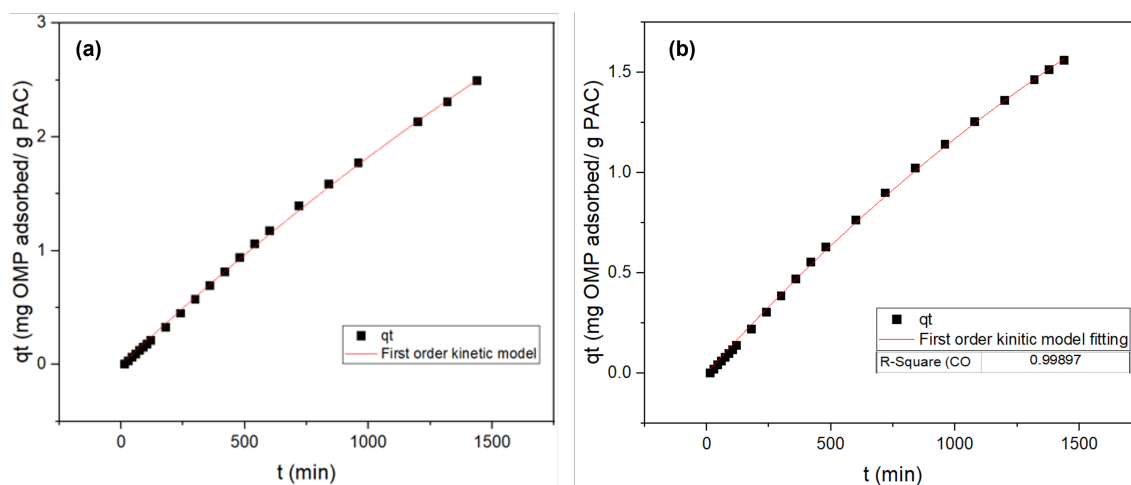 (a)
qt (mg OMP adsorbed/ g PAC)
3
2
1
0
qt
First order kinetic model
0
500
1000
1500
t (min)
(b)
qt (mg OMP adsorbed/ g PAC)
1.5
1.0
0.5
0.0
qt
First order kinitic model fitting
R-Square (CO 0.99897
0
500
1000
1500
t (min)